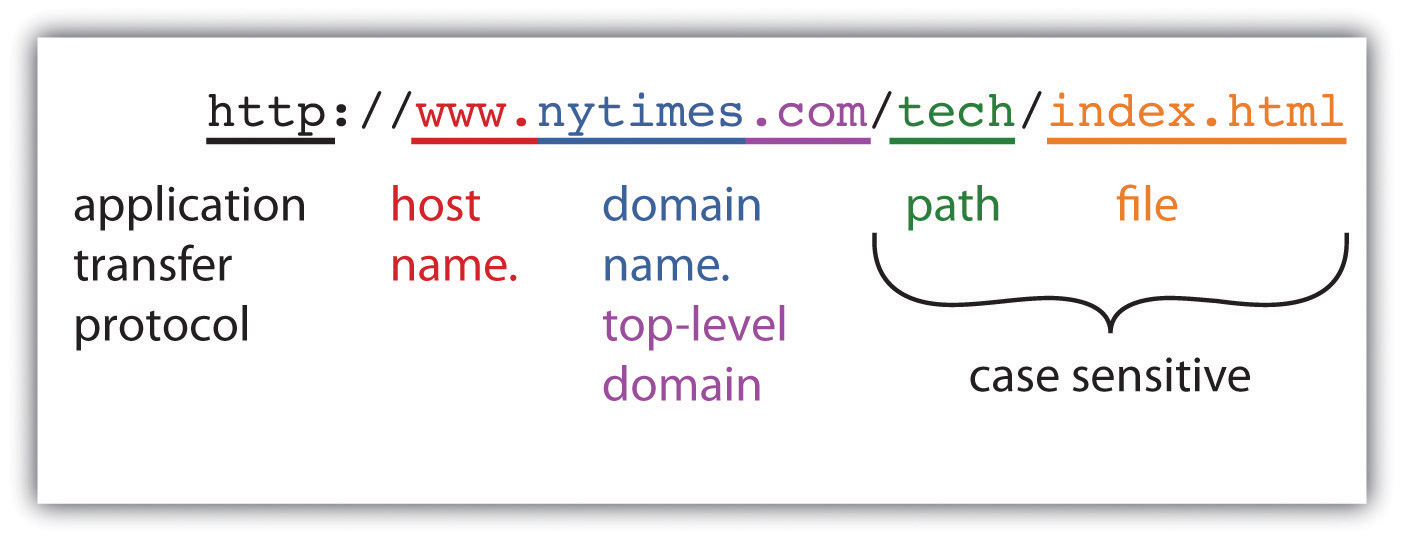 http://www.nytimes.com/tech/index.html
application transfer protocol
host name.
domain name.
top-level domain
path
file
case sensitive